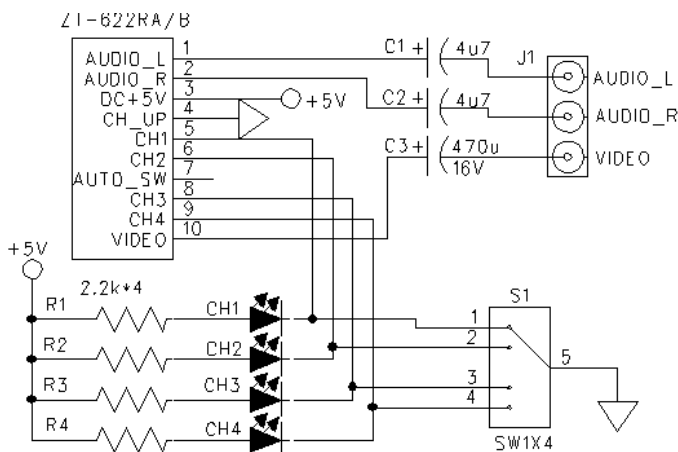 ZT-622RA/B
1
AUDIO_L
2
AUDIO_R
3
DC+5V
4
CH_UP
5
CH1
6
CH2
7
AUTO_SW
8
CH3
9
CH4
10
VIDEO
+5V
C1 +
4u7
C2 +
4u7
C3 +
470u
16V
J1
AUDIO_L
AUDIO_R
VIDEO
+5V
2.2k*4
R1
R2
R3
R4
CH1
CH2
CH3
CH4
S1
1
2
3
4
5
SW1X4